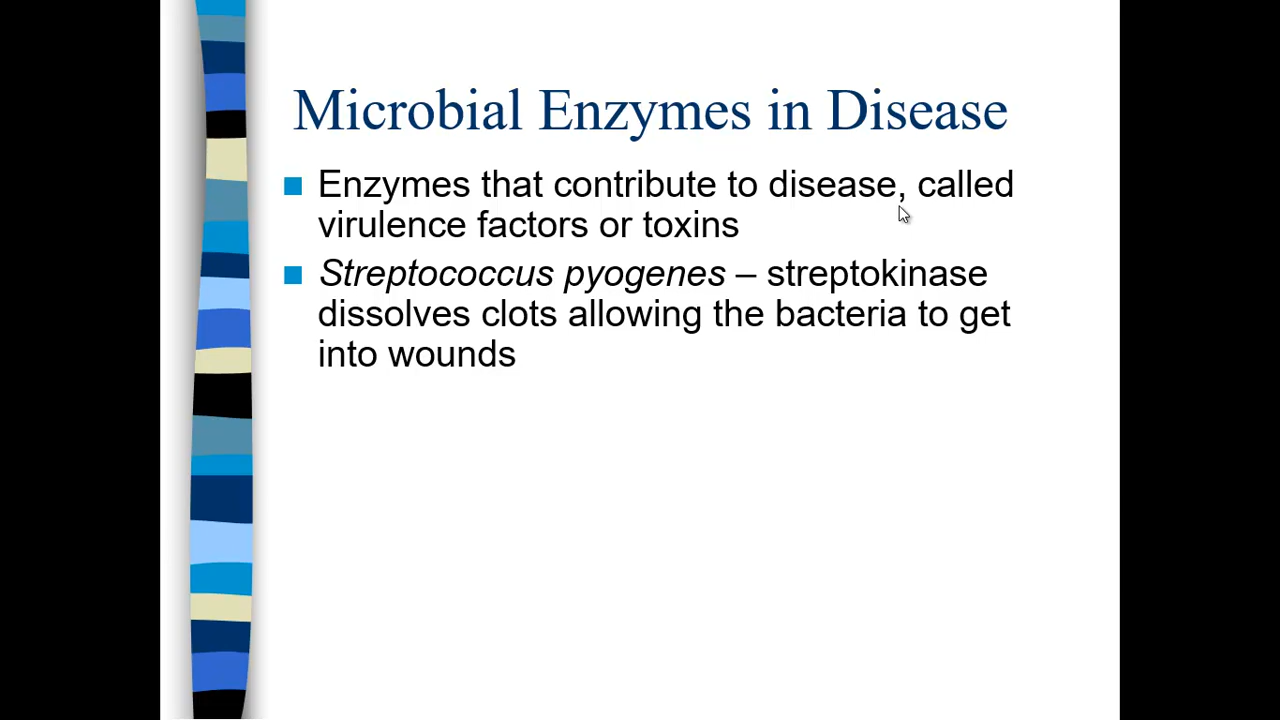 Microbial Enzymes in Disease
Enzymes that contribute to disease, called
virulence factors or toxins
Streptococcus pyogenes – streptokinase
dissolves clots allowing the bacteria to get
into wounds